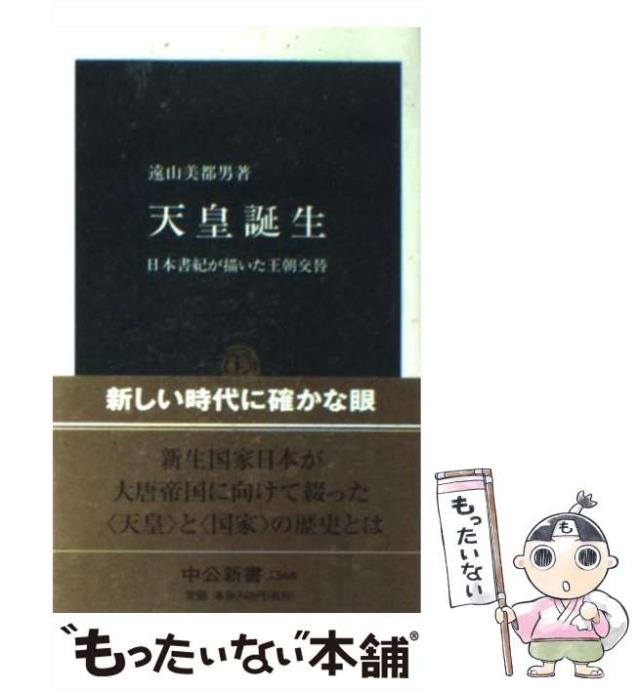 遠山美都男著
天皇誕生
日本書紀が描いた王朝交替
新しい時代に確かな眼
新生国家日本が
大唐帝国に向けて綴った
〈天皇〉と〈国家〉の歴史とは
中公新書
定価
"もったいない"本舗®
もったいない
も